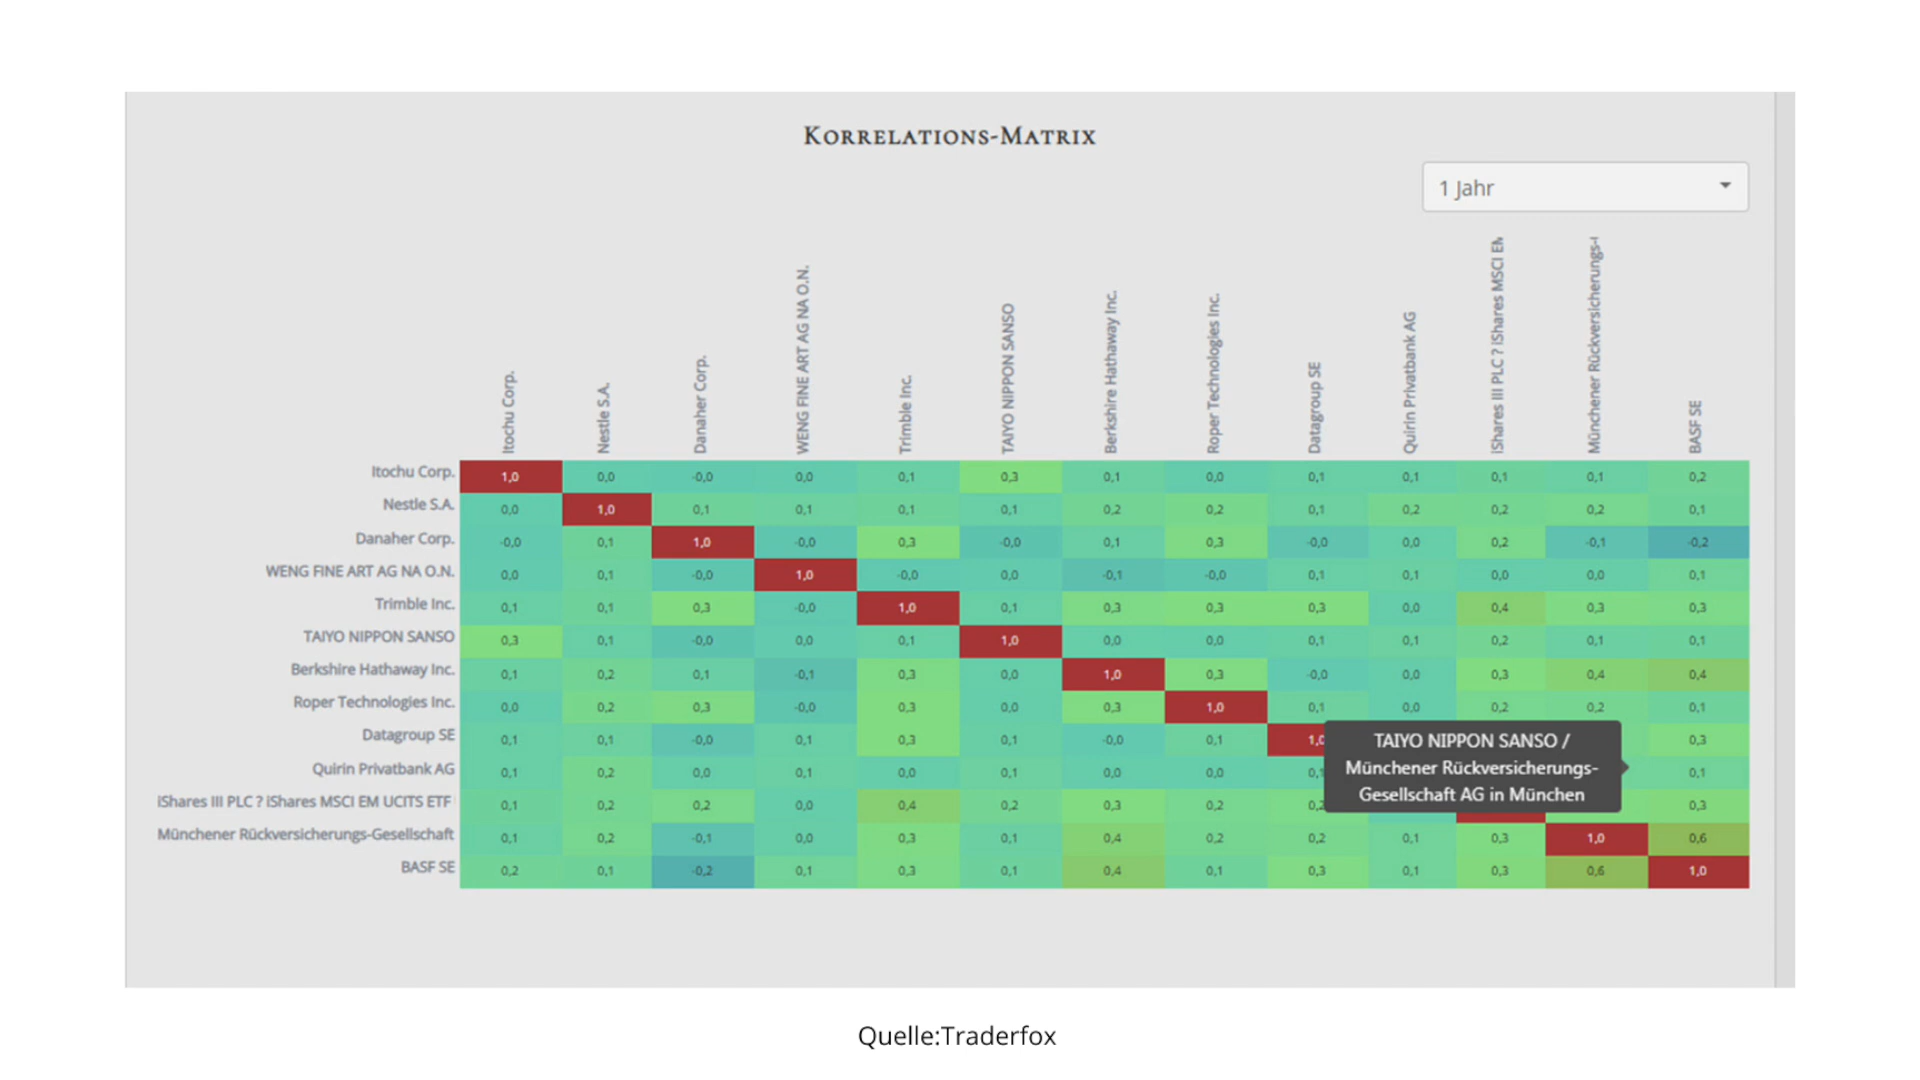 Korrelations-Matrix
1 Jahr
Itochu Corp.
Nestle S.A.
Danaher Corp.
WENG FINE ART AG NA O.N.
Trimble Inc.
TAIYO NIPPON SANSO
Berkshire Hathaway Inc.
Roper Technologies Inc.
Datagroup SE
Quirin Privatbank AG
iShares III PLC ? iShares MSCI EM
Münchener Rückversicherungs-
BASF SE
Itochu Corp. 1,0 0,0 -0,0 0,0 0,1 0,3 0,1 0,0 0,1 0,1 0,1 0,1 0,2
Nestle S.A. 0,0 1,0 0,1 0,1 0,1 0,1 0,2 0,2 0,1 0,2 0,2 0,2 0,1
Danaher Corp. -0,0 0,1 1,0 -0,0 0,3 -0,0 0,1 0,3 -0,0 0,0 0,2 -0,1 -0,2
WENG FINE ART AG NA O.N. 0,0 0,1 -0,0 1,0 -0,0 0,0 -0,1 -0,0 0,1 0,1 0,0 0,0 0,1
Trimble Inc. 0,1 0,1 0,3 -0,0 1,0 0,1 0,3 0,3 0,3 0,0 0,4 0,3 0,3
TAIYO NIPPON SANSO 0,3 0,1 -0,0 0,0 0,1 1,0 0,0 0,0 0,1 0,1 0,2 0,1 0,1
Berkshire Hathaway Inc. 0,1 0,2 0,1 -0,1 0,3 0,0 1,0 0,3 -0,0 0,0 0,3 0,4 0,4
Roper Technologies Inc. 0,0 0,2 0,3 -0,0 0,3 0,0 0,3 1,0 0,1 0,0 0,2 0,2 0,1
Datagroup SE 0,1 0,1 -0,0 0,1 0,3 0,1 -0,0 0,1 1,0 0,3
Quirin Privatbank AG 0,1 0,2 0,0 0,1 0,0 0,1 0,0 0,0 0,1 0,1
iShares III PLC ? iShares MSCI EM UCITS ETF 0,1 0,2 0,2 0,0 0,4 0,2 0,3 0,2 0,2 0,3
Münchener Rückversicherungs-Gesellschaft 0,1 0,2 -0,1 0,0 0,3 0,1 0,4 0,2 0,2 0,1 0,3 1,0 0,6
BASF SE 0,2 0,1 -0,2 0,1 0,3 0,1 0,4 0,1 0,3 0,1 0,3 0,6 1,0
TAIYO NIPPON SANSO /
Münchener Rückversicherungs-
Gesellschaft AG in München
Quelle:Traderfox